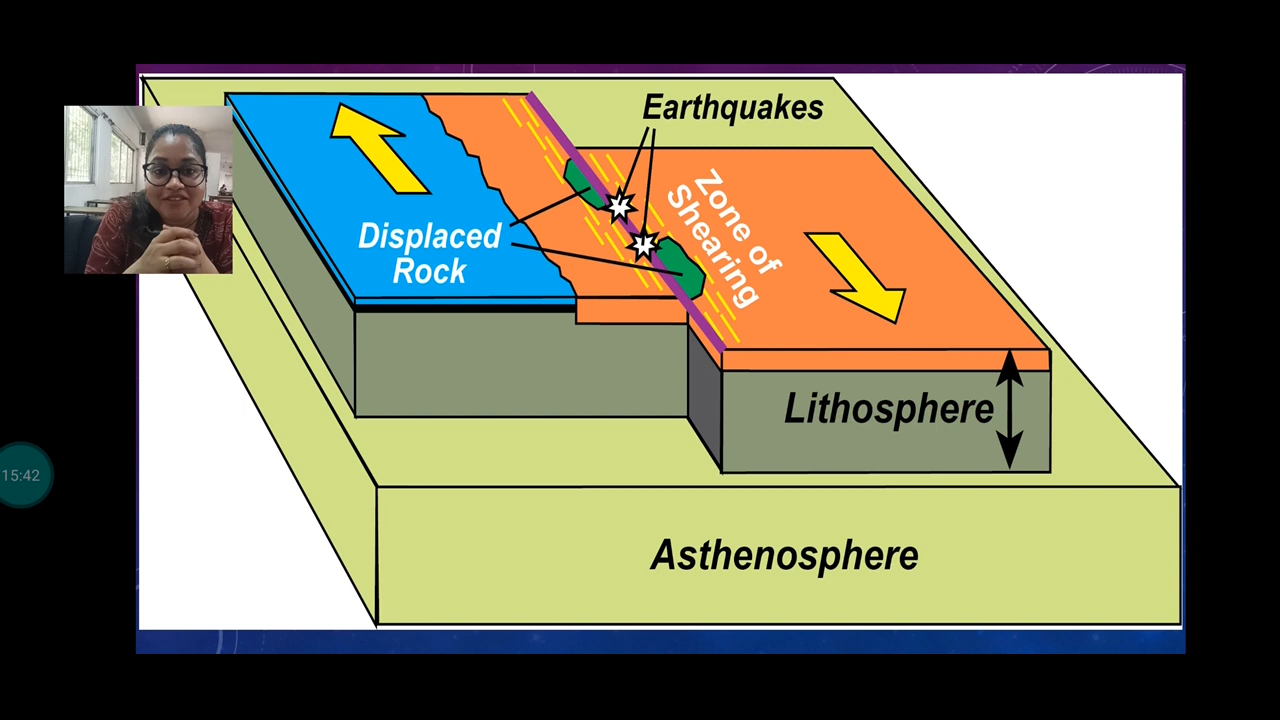 Earthquakes
Zone of
Shearing
Displaced
Rock
Lithosphere
15:42
Asthenosphere